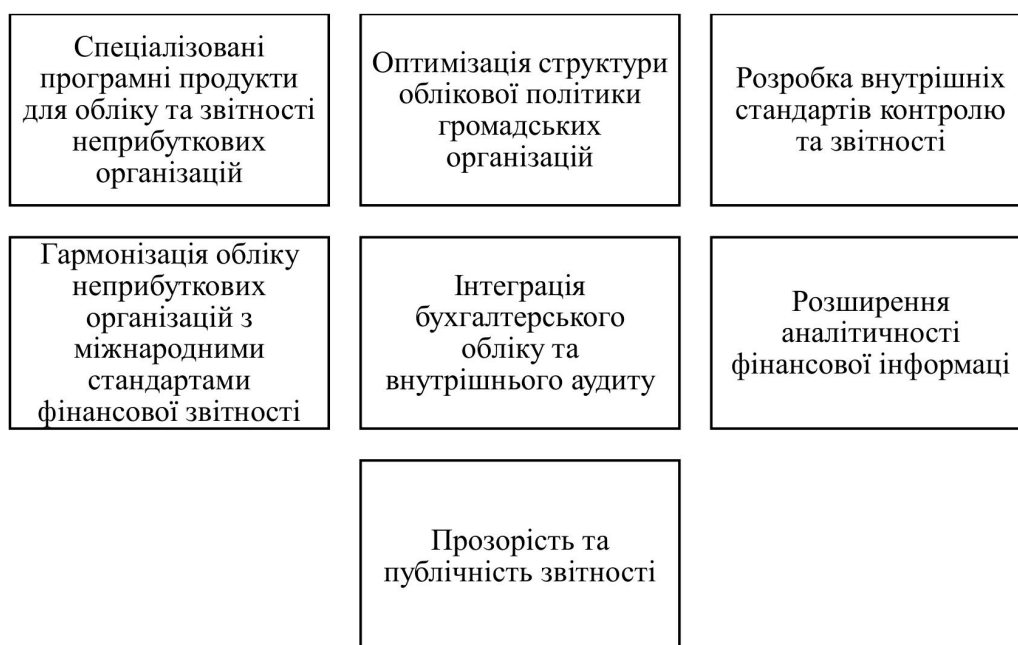 Спеціалізовані
програмні продукти
для обліку та звітності
неприбуткових
організацій
Оптимізація структури
облікової політики
громадських
організацій
Розробка внутрішніх
стандартів контролю
та звітності
Гармонізація обліку
неприбуткових
організацій з
міжнародними
стандартами
фінансової звітності
Інтеграція
бухгалтерського
обліку та
внутрішнього аудиту
Розширення
аналітичності
фінансової інформаці
Прозорість та
публічність звітності